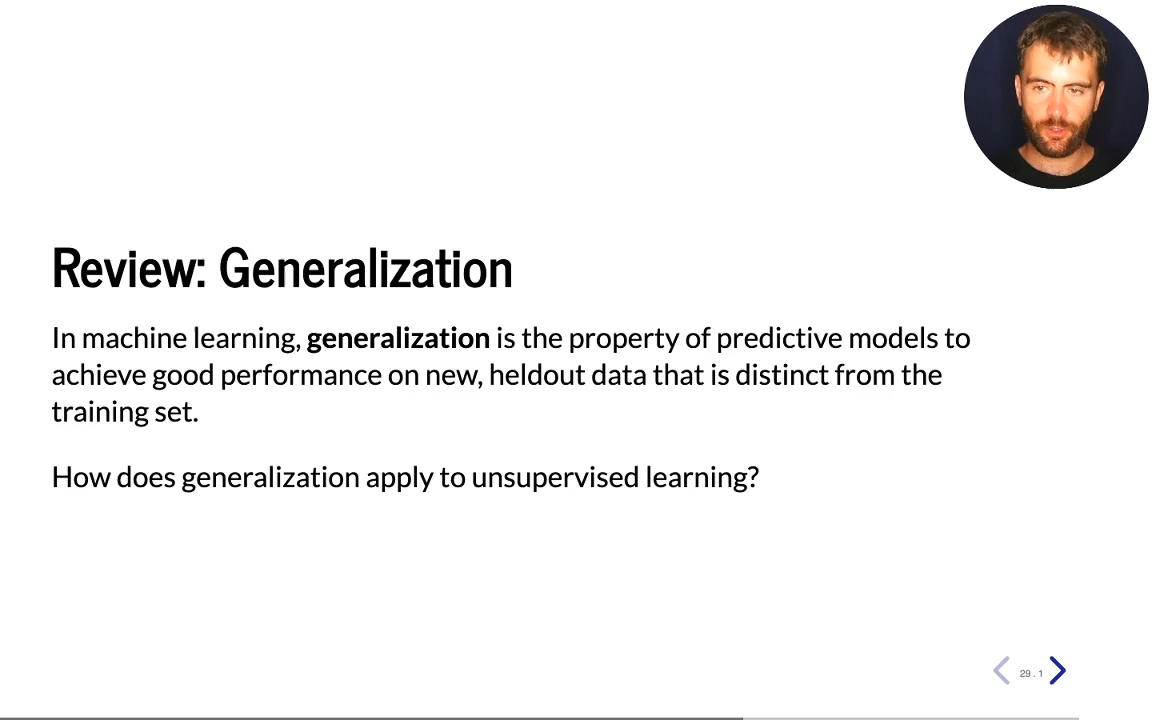 Review: Generalization
In machine learning, generalization is the property of predictive models to
achieve good performance on new, heldout data that is distinct from the
training set.
How does generalization apply to unsupervised learning?
29 . 1